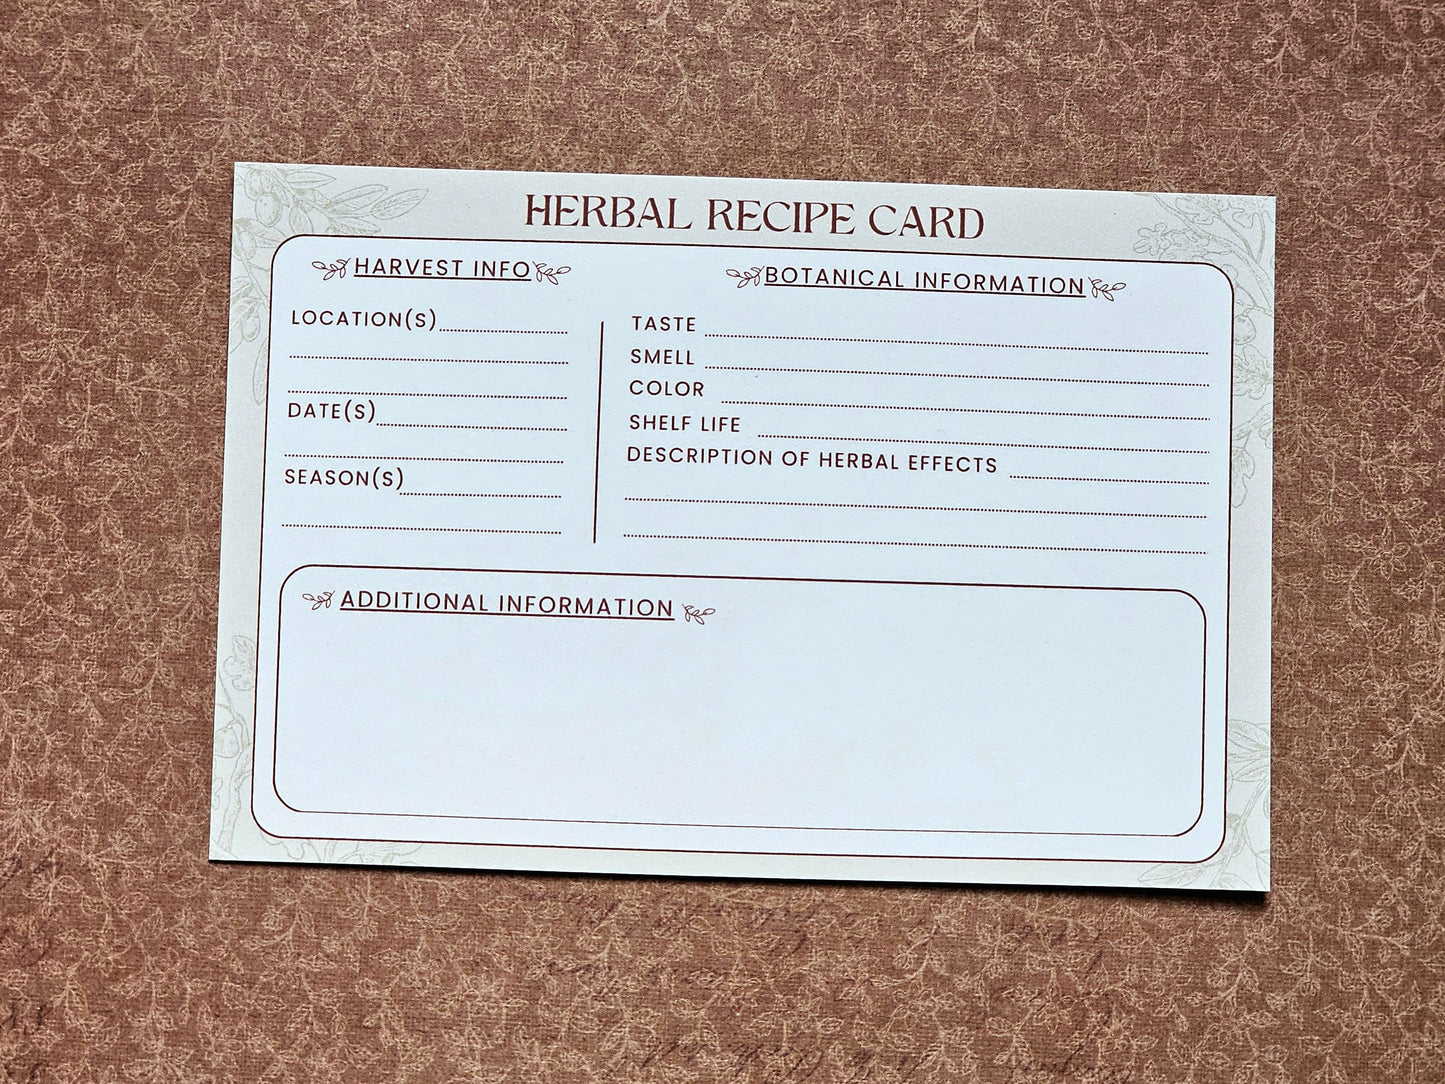 HERBAL RECIPE CARD
HARVEST INFO
LOCATION(S)
DATE(S)
SEASON(S)
BOTANICAL INFORMATION
TASTE
SMELL
COLOR
SHELF LIFE
DESCRIPTION OF HERBAL EFFECTS
ADDITIONAL INFORMATION